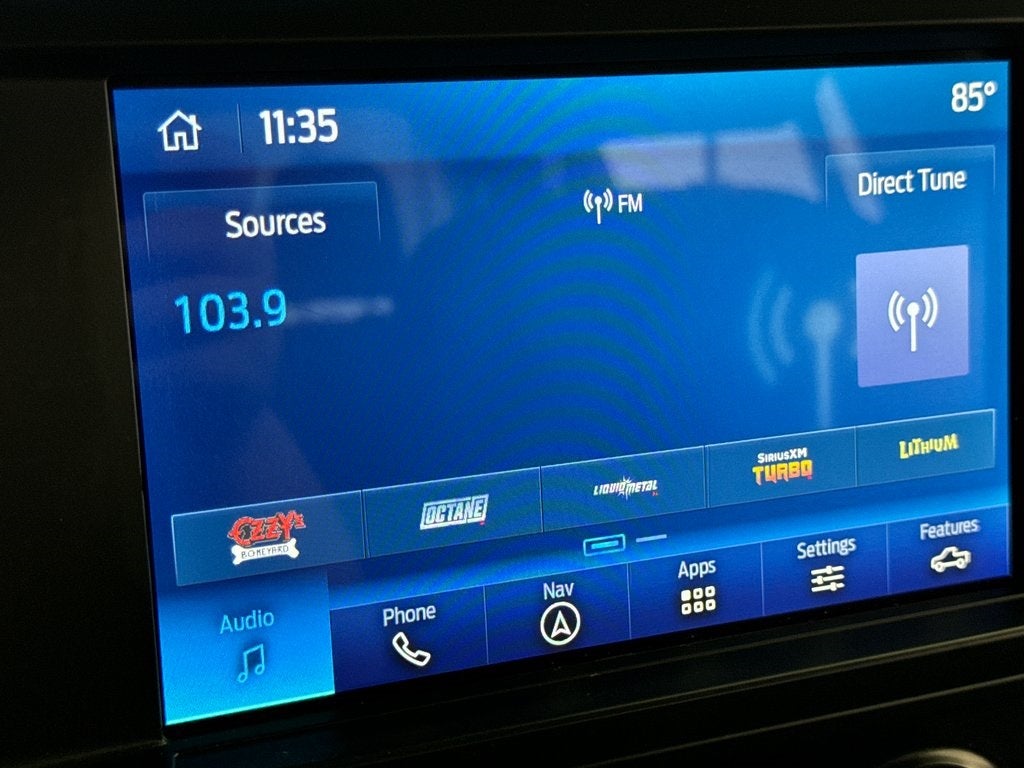 11:35
85°
Sources
FM
Direct Tune
103.9
OZZY's
BONEYARD
OCTANE
LIQUID METAL
SIRIUSXM
TURBO
LITHIUM
Audio
Phone
Nav
Apps
Settings
Features